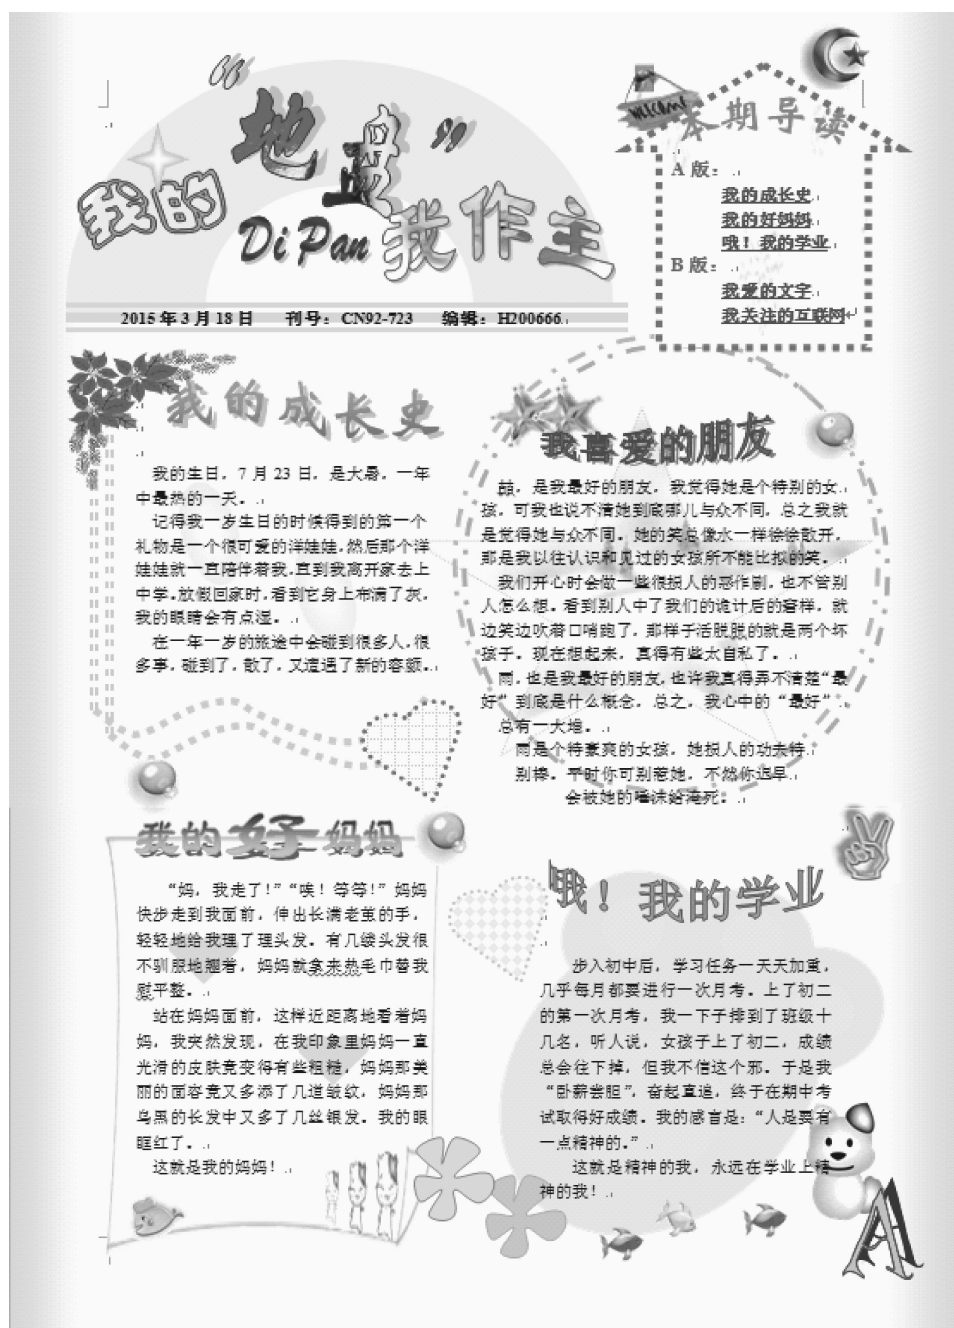 我的“地盘”我作主
Di Pan
2015 年 3 月 18 日 刊号：CN92-723 编辑：H200666
WELCOME
本期导读
A 版：
我的成长史
我的好妈妈
哦！我的学业
B 版：
我爱的文字
我关注的互联网
我的成长史
我的生日，7 月 23 日，是大暑，一年
中最热的一天。
记得我一岁生日的时候得到的第一个
礼物是一个很可爱的洋娃娃，然后那个洋
娃娃就一直陪伴着我，直到我离开家去上
中学。放假回家时，看到它身上布满了灰，
我的眼睛会有点湿。
在一年一岁的旅途中会碰到很多人，很
多事，碰到了，散了，又遭遇了新的容颜。
我喜爱的朋友
喆，是我最好的朋友，我觉得她是个特别的女
孩，可我也说不清她到底哪儿与众不同，总之我就
是觉得她与众不同。她的笑总像水一样徐徐散开，
那是我以往认识和见过的女孩所不能比拟的笑。
我们开心时会做一些很损人的恶作剧，也不管别
人怎么想。看到别人中了我们的诡计后的窘样，就
边笑边吹着口哨跑了，那样子活脱脱的就是两个坏
孩子。现在想起来，真得有些太自私了。
雨，也是我最好的朋友，也许我真得弄不清楚“最
好”到底是什么概念，总之，我心中的“最好”
总有一大堆。
雨是个特豪爽的女孩，她损人的功夫特
别棒。平时你可别惹她，不然你迟早
会被她的唾沫给淹死。
我的好妈妈
“妈，我走了！”“唉！等等！”妈妈
快步走到我面前，伸出长满老茧的手，
轻轻地给我理了理头发。有几缕头发很
不驯服地翘着，妈妈就拿来热毛巾替我
慰平整。
站在妈妈面前，这样近距离地看着妈
妈，我突然发现，在我印象里妈妈一直
光滑的皮肤竟变得有些粗糙，妈妈那美
丽的面容竟又多添了几道皱纹，妈妈那
乌黑的长发中又多了几丝银发。我的眼
眶红了。
这就是我的妈妈！
哦！我的学业
步入初中后，学习任务一天天加重，
几乎每月都要进行一次月考。上了初二
的第一次月考，我一下子排到了班级十
几名，听人说，女孩子上了初二，成绩
总会往下掉，但我不信这个邪。于是我
“卧薪尝胆”，奋起直追，终于在期中考
试取得好成绩。我的感言是：“人是要有
一点精神的。”
这就是精神的我，永远在学业上精
神的我！
A